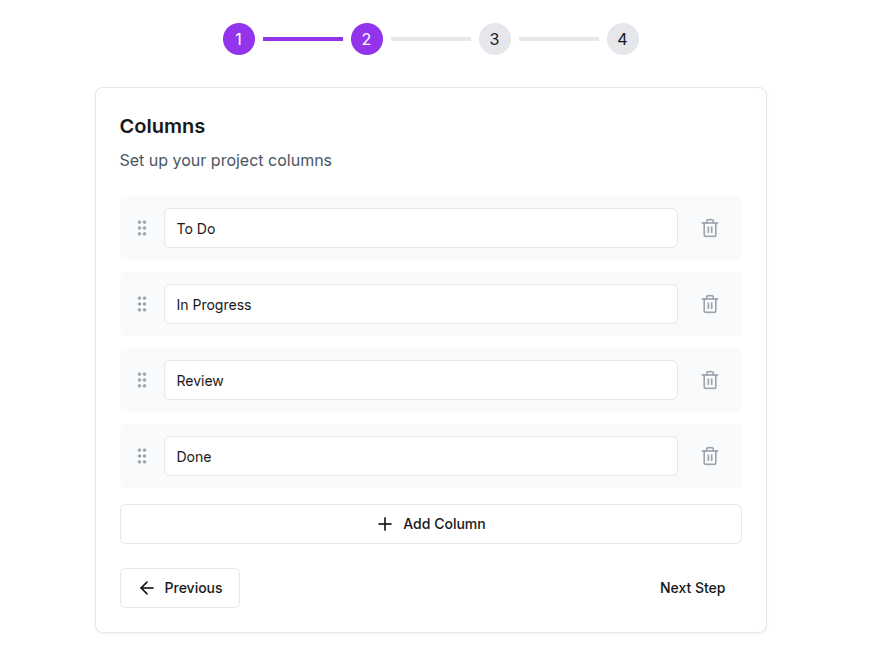 1 2 3 4
Columns
Set up your project columns
To Do
In Progress
Review
Done
Add Column
Previous
Next Step